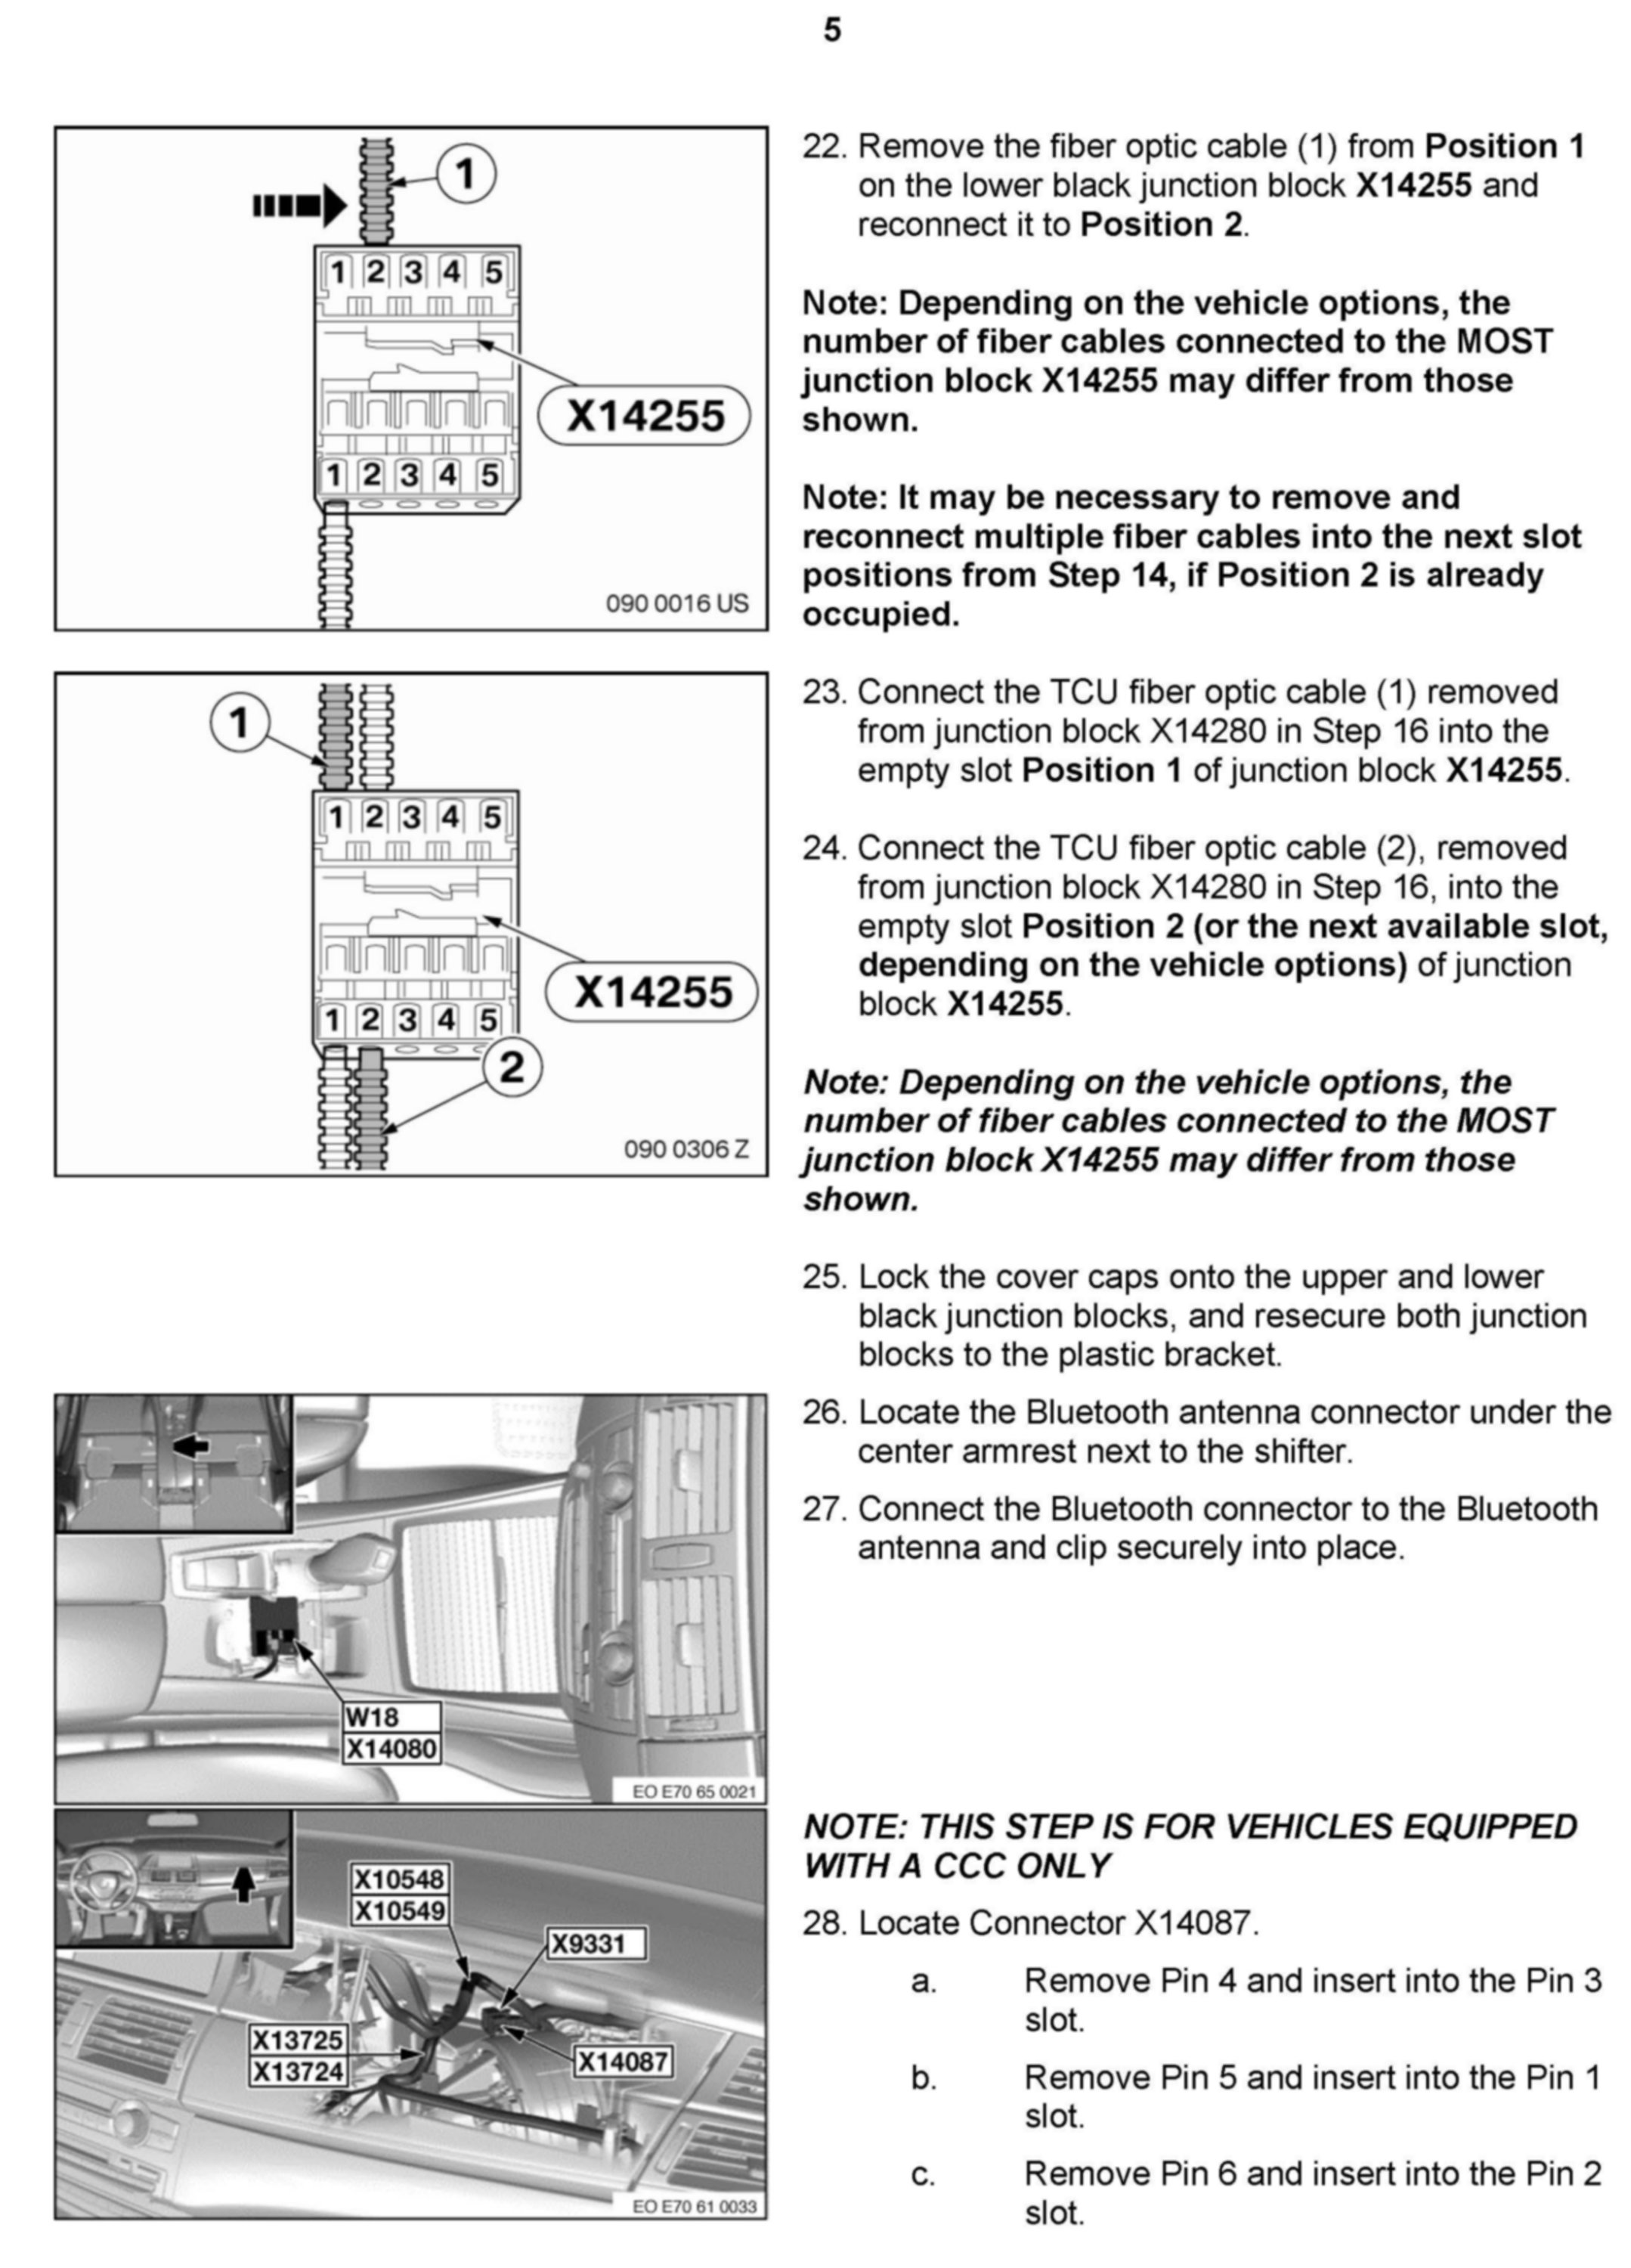 5
1
1 2 3 4 5
X14255
1 2 3 4 5
090 0016 US
22. Remove the fiber optic cable (1) from Position 1
on the lower black junction block X14255 and
reconnect it to Position 2.
Note: Depending on the vehicle options, the
number of fiber cables connected to the MOST
junction block X14255 may differ from those
shown.
Note: It may be necessary to remove and
reconnect multiple fiber cables into the next slot
positions from Step 14, if Position 2 is already
occupied.
1
1 2 3 4 5
X14255
1 2 3 4 5
2
090 0306 Z
23. Connect the TCU fiber optic cable (1) removed
from junction block X14280 in Step 16 into the
empty slot Position 1 of junction block X14255.
24. Connect the TCU fiber optic cable (2), removed
from junction block X14280 in Step 16, into the
empty slot Position 2 (or the next available slot,
depending on the vehicle options) of junction
block X14255.
Note: Depending on the vehicle options, the
number of fiber cables connected to the MOST
junction block X14255 may differ from those
shown.
25. Lock the cover caps onto the upper and lower
black junction blocks, and resecure both junction
blocks to the plastic bracket.
W18
X14080
EO E70 65 0021
26. Locate the Bluetooth antenna connector under the
center armrest next to the shifter.
27. Connect the Bluetooth connector to the Bluetooth
antenna and clip securely into place.
X10548
X10549
X9331
X13725
X13724
X14087
EO E70 61 0033
NOTE: THIS STEP IS FOR VEHICLES EQUIPPED
WITH A CCC ONLY
28. Locate Connector X14087.
a. Remove Pin 4 and insert into the Pin 3
slot.
b. Remove Pin 5 and insert into the Pin 1
slot.
c. Remove Pin 6 and insert into the Pin 2
slot.